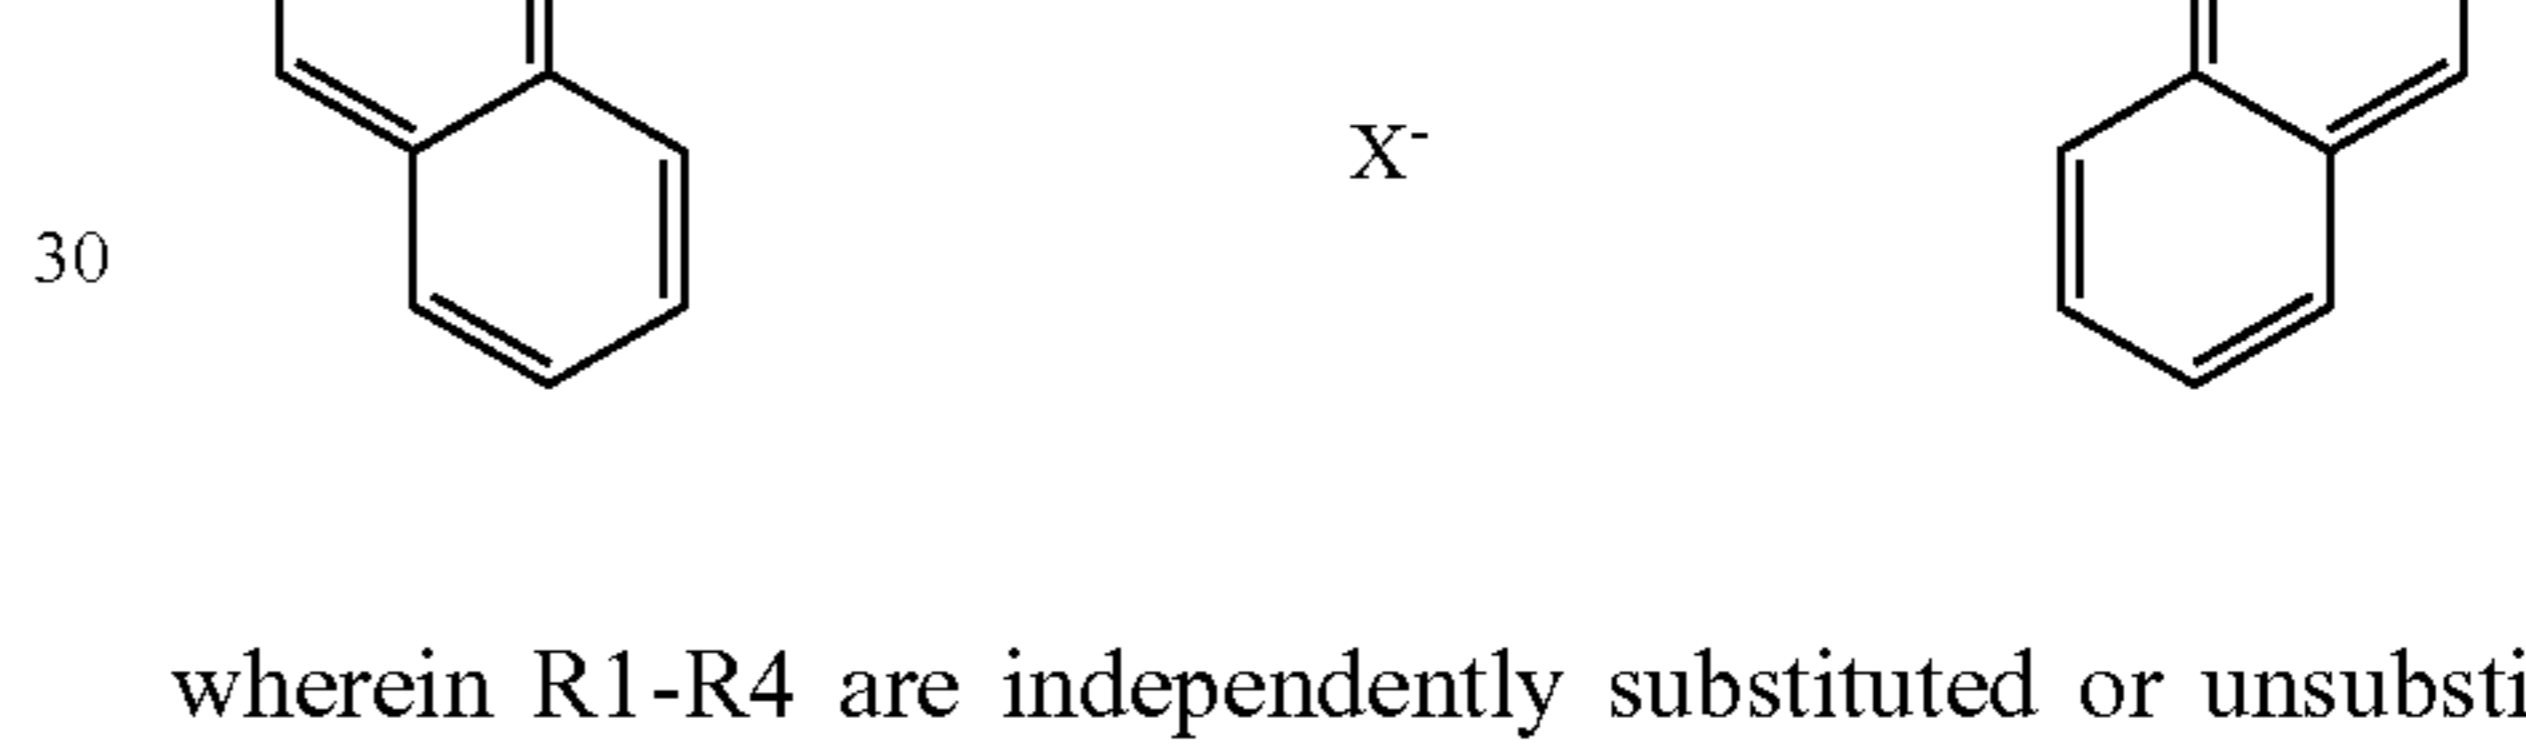 X-
30
wherein R1-R4 are independently substituted or unsubsti